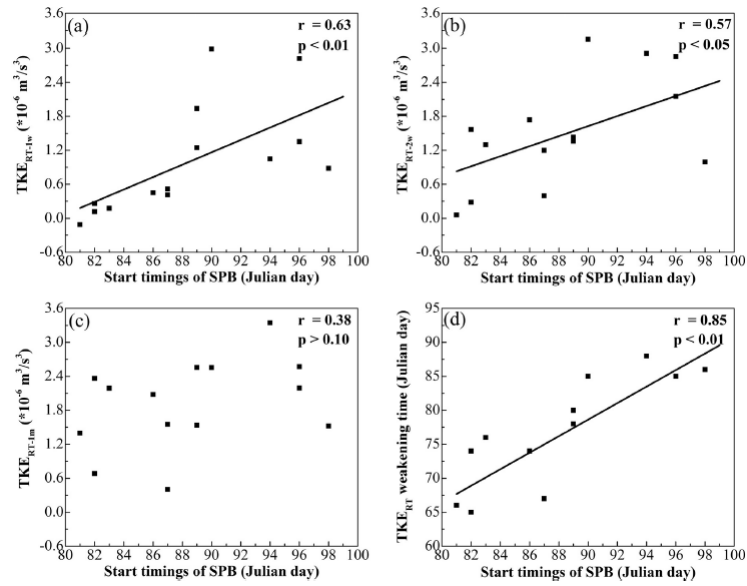 (a)
r = 0.63
p < 0.01
3.6
3.0
2.4
1.8
1.2
0.6
0.0
-0.6
TKE_RT-1w (*10^-6 m^3/s^3)
80 82 84 86 88 90 92 94 96 98 100
Start timings of SPB (Julian day)
(b)
r = 0.57
p < 0.05
3.6
3.0
2.4
1.8
1.2
0.6
0.0
-0.6
TKE_RT-2w (*10^-6 m^3/s^3)
80 82 84 86 88 90 92 94 96 98 100
Start timings of SPB (Julian day)
(c)
r = 0.38
p > 0.10
3.6
3.0
2.4
1.8
1.2
0.6
0.0
-0.6
TKE_RT-1m (*10^-6 m^3/s^3)
80 82 84 86 88 90 92 94 96 98 100
Start timings of SPB (Julian day)
(d)
r = 0.85
p < 0.01
95
90
85
80
75
70
65
60
TKE_RT weakening time (Julian day)
80 82 84 86 88 90 92 94 96 98 100
Start timings of SPB (Julian day)